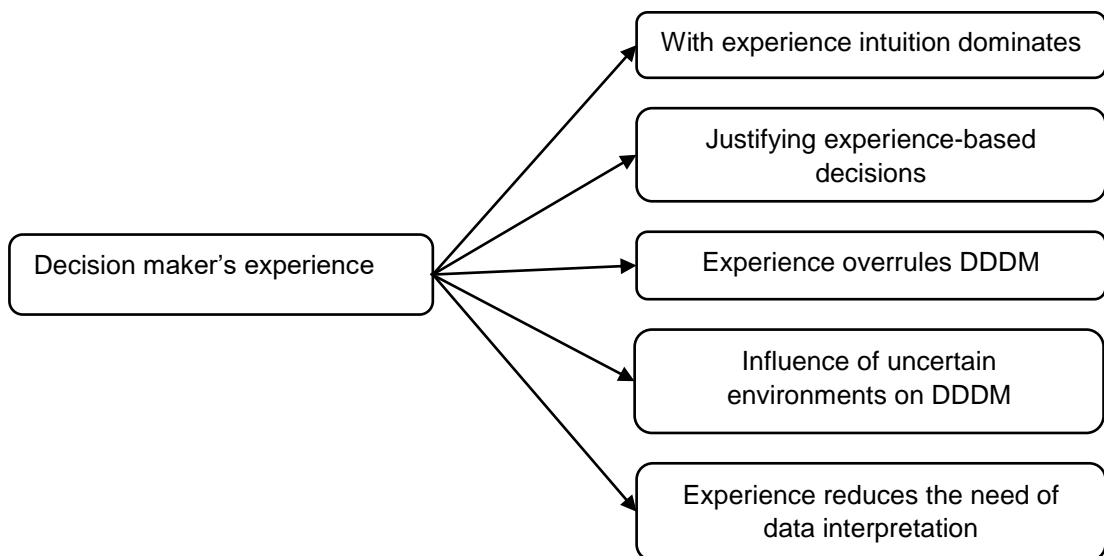 With experience intuition dominates
Justifying experience-based
decisions
Decision maker’s experience
Experience overrules DDDM
Influence of uncertain
environments on DDDM
Experience reduces the need of
data interpretation